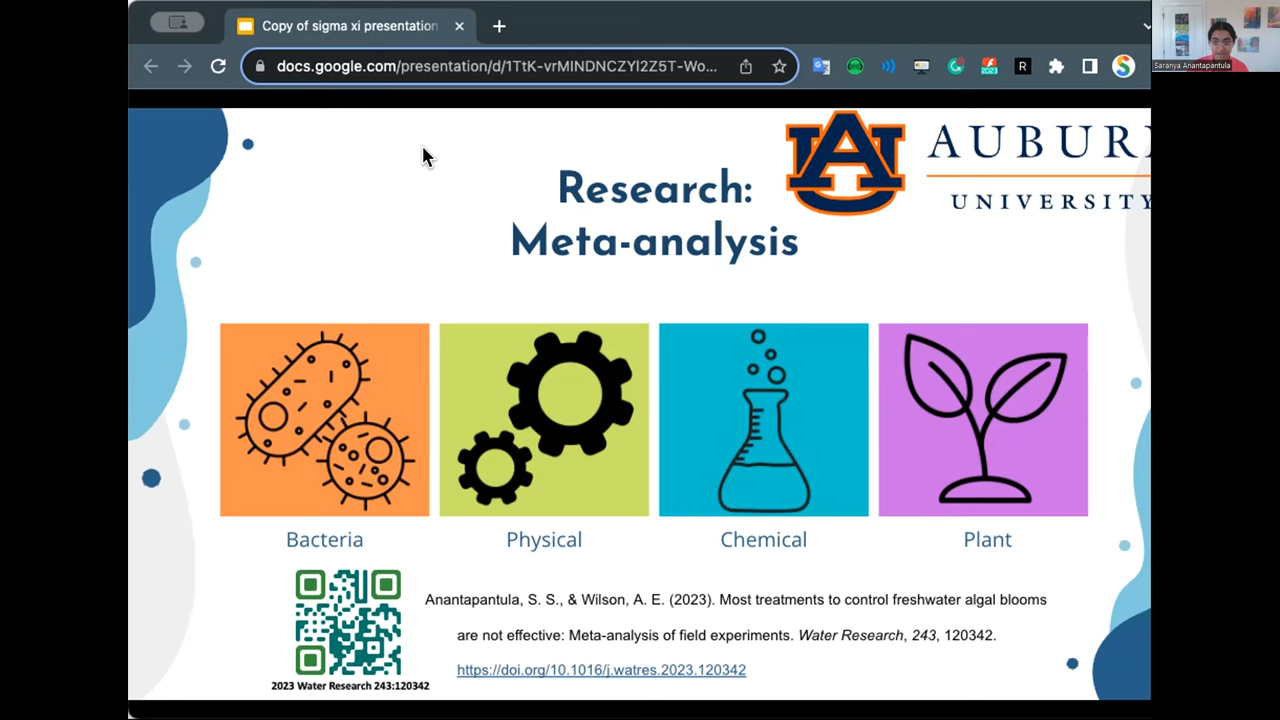 Copy of sigma xi presentation
docs.google.com/presentation/d/1TtK-vrMINDNCZYI2Z5T-Wo...
R
Saranya Anantapantula
AUBUR
UNIVERSITY
Research:
Meta-analysis
Bacteria
Physical
Chemical
Plant
Anantapantula, S. S., & Wilson, A. E. (2023). Most treatments to control freshwater algal blooms
are not effective: Meta-analysis of field experiments. Water Research, 243, 120342.
https://doi.org/10.1016/j.watres.2023.120342
2023 Water Research 243:120342